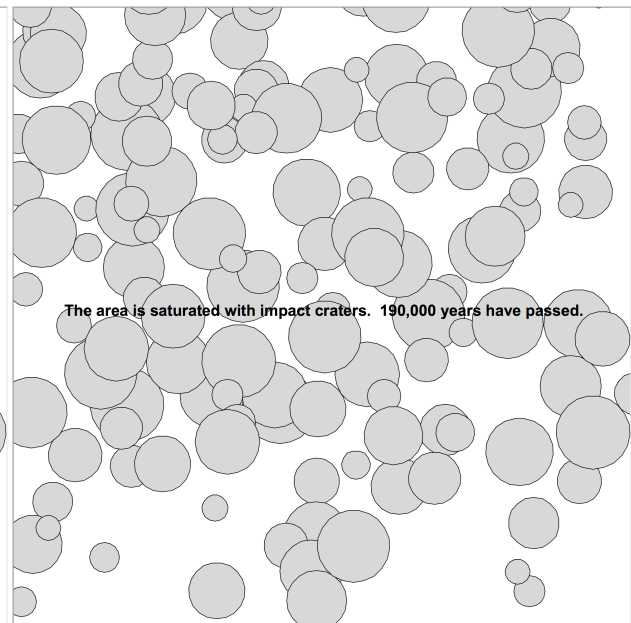 The area is saturated with impact craters.  190,000 years have passed.